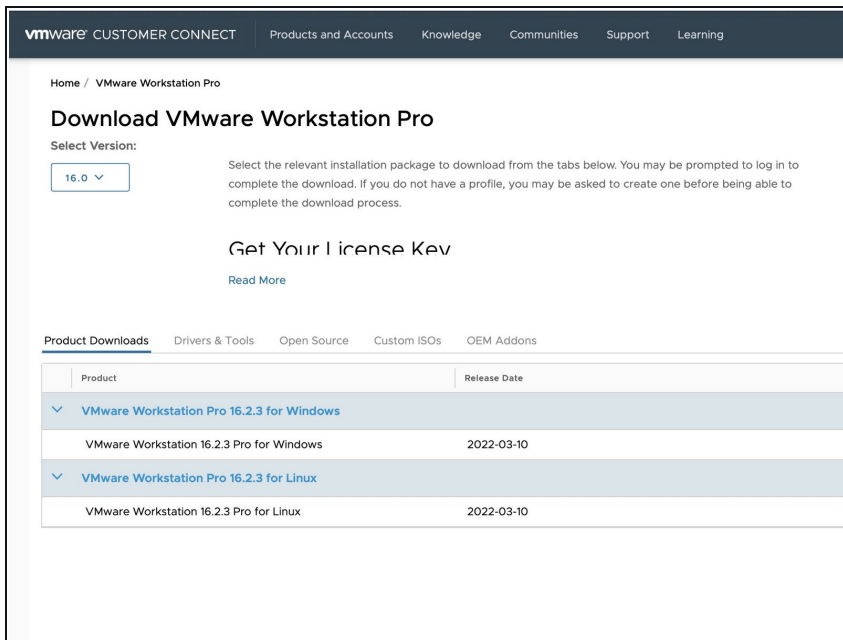 vmware® CUSTOMER CONNECT
Products and Accounts
Knowledge
Communities
Support
Learning
Home / VMware Workstation Pro
Download VMware Workstation Pro
Select Version:
16.0
Select the relevant installation package to download from the tabs below. You may be prompted to log in to
complete the download. If you do not have a profile, you may be asked to create one before being able to
complete the download process.
Get Your License Key
Read More
Product Downloads
Drivers & Tools
Open Source
Custom ISOs
OEM Addons
Product
Release Date
VMware Workstation Pro 16.2.3 for Windows
VMware Workstation 16.2.3 Pro for Windows
2022-03-10
VMware Workstation Pro 16.2.3 for Linux
VMware Workstation 16.2.3 Pro for Linux
2022-03-10